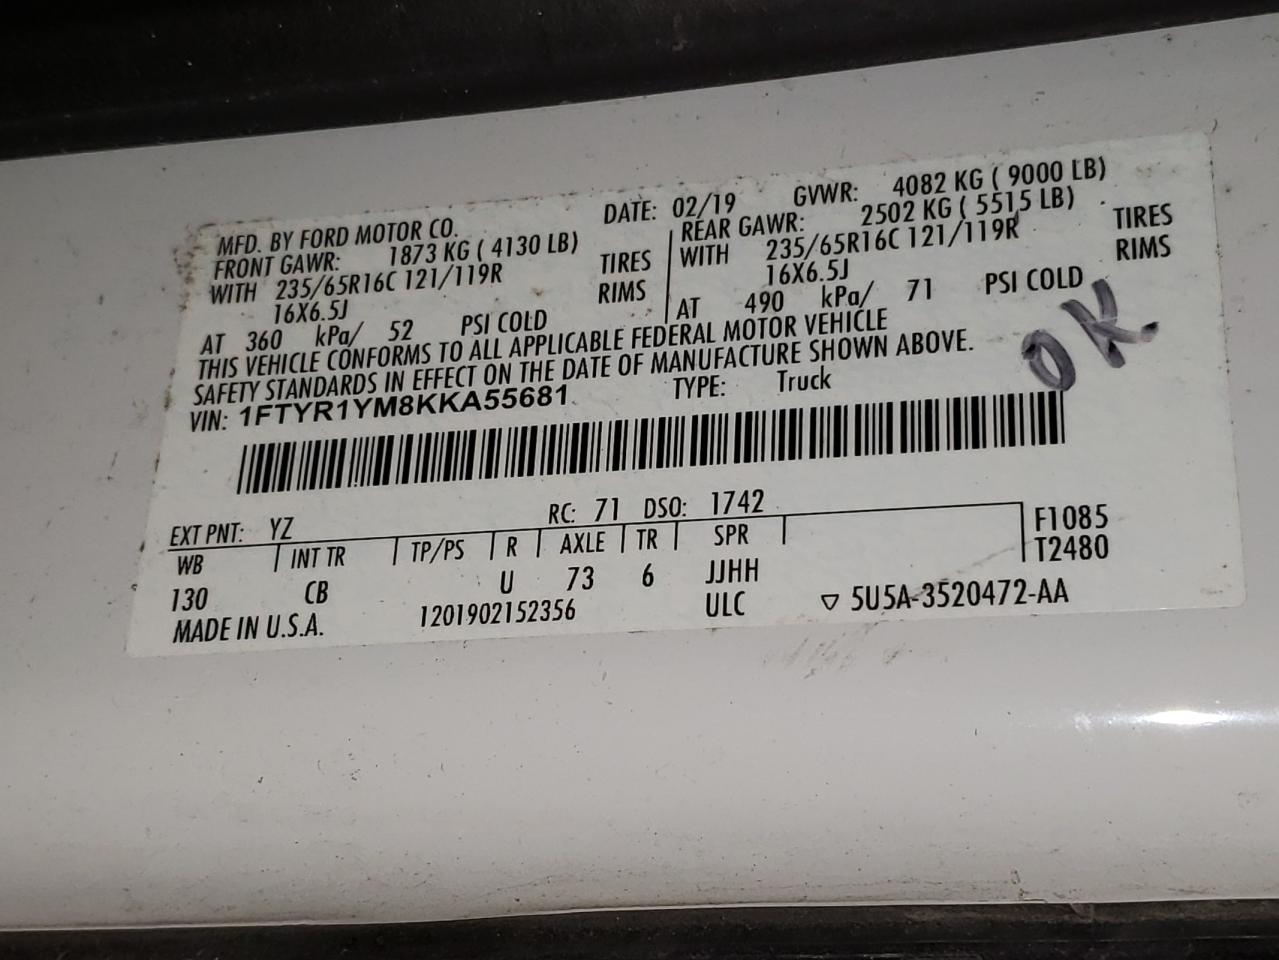 MFD. BY FORD MOTOR CO. DATE: 02/19 GVWR: 4082 KG ( 9000 LB)
FRONT GAWR: 1873 KG ( 4130 LB) REAR GAWR: 2502 KG ( 5515 LB)
WITH 235/65R16C 121/119R TIRES WITH 235/65R16C 121/119R TIRES
16X6.5J RIMS 16X6.5J RIMS
AT 360 kPa/ 52 PSI COLD AT 490 kPa/ 71 PSI COLD
THIS VEHICLE CONFORMS TO ALL APPLICABLE FEDERAL MOTOR VEHICLE
SAFETY STANDARDS IN EFFECT ON THE DATE OF MANUFACTURE SHOWN ABOVE.
OK
VIN: 1FTYR1YM8KKA55681 TYPE: Truck
EXT PNT: YZ RC: 71 DSO: 1742
WB INT TR TP/PS R AXLE TR SPR F1085
T2480
130 CB U 73 6 JJHH
MADE IN U.S.A. 1201902152356 ULC ▽ 5U5A-3520472-AA